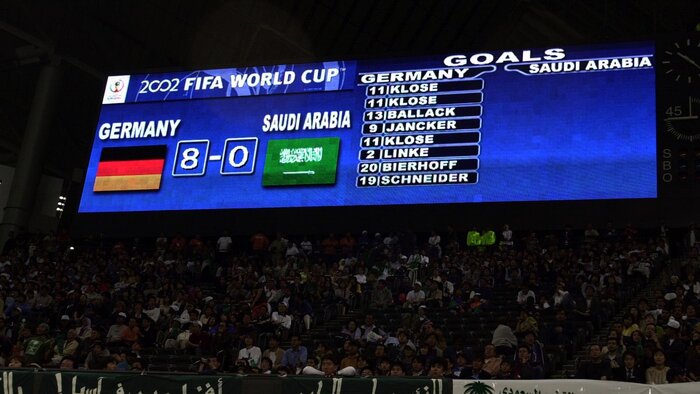 2002 FIFA WORLD CUP
GERMANY
SAUDI ARABIA
8-0
GOALS
GERMANY
SAUDI ARABIA
11 KLOSE
11 KLOSE
13 BALLACK
9 JANCKER
11 KLOSE
2 LINKE
20 BIERHOFF
19 SCHNEIDER
45
S
B
O